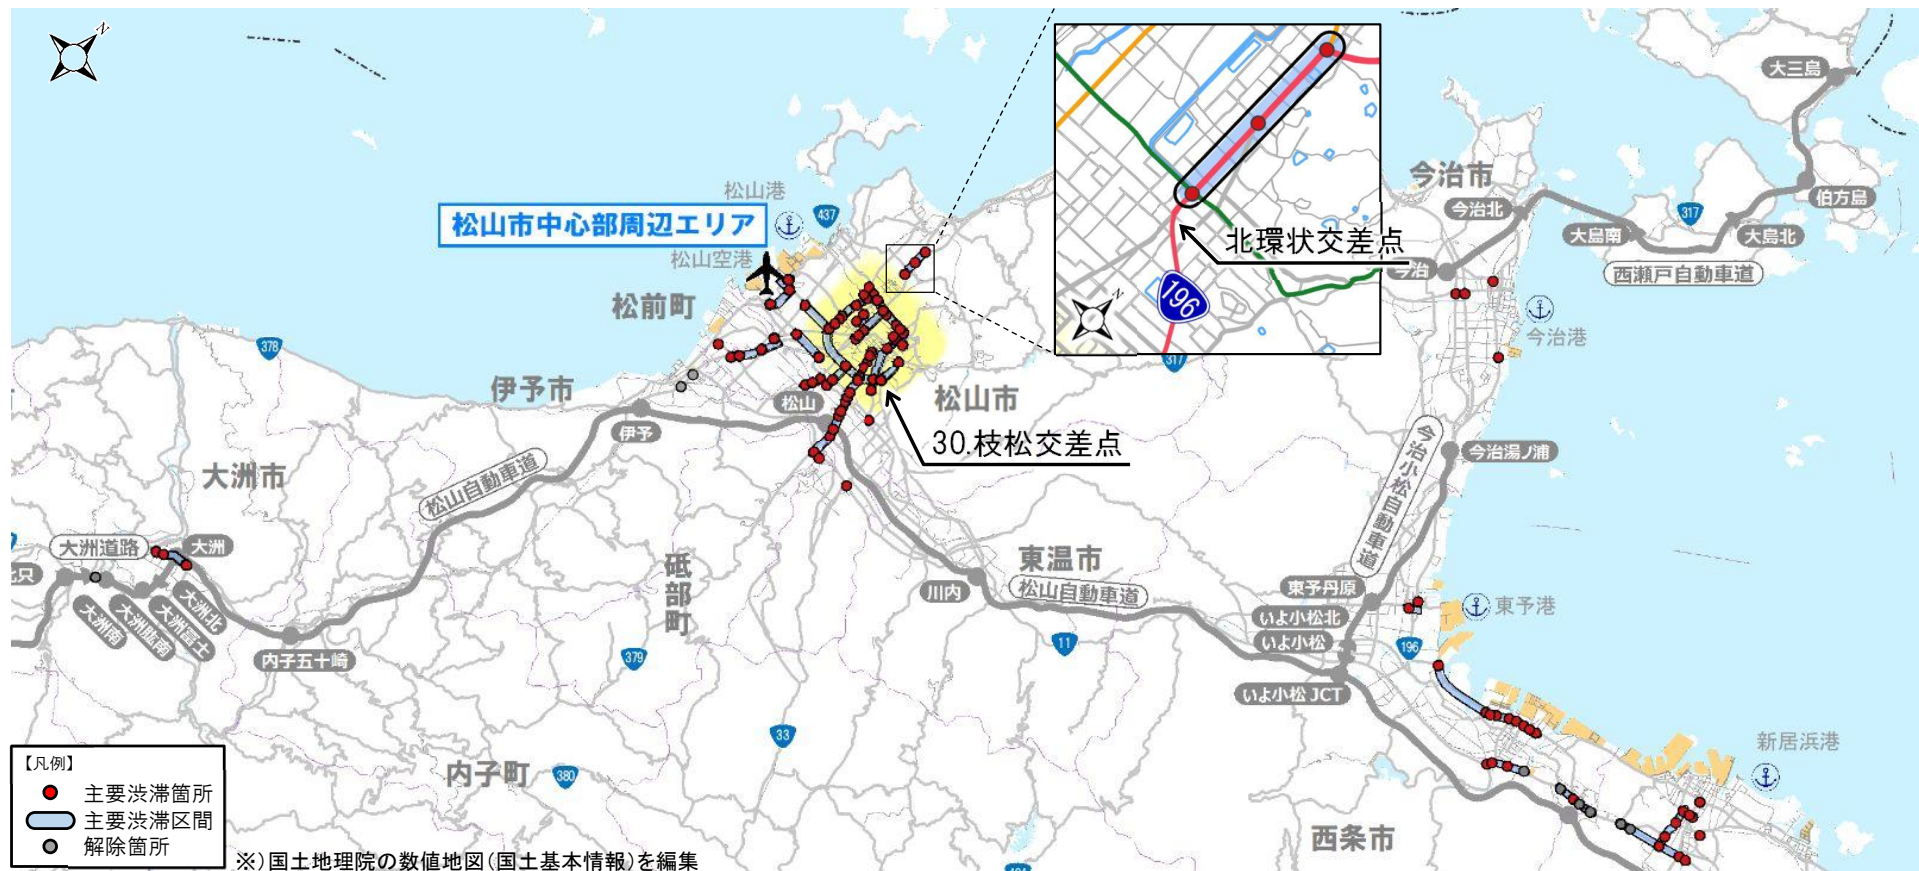 N
松山港
松山市中心部周辺エリア
437
松山空港
松前町
378
伊予市
伊予
松山
松山市
30.枝松交差点
N
北環状交差点
196
317
大三島
今治市
今治北
伯方島
317
大島南
大島北
西瀬戸自動車道
今治
今治港
今治湯ノ浦
今治小松自動車道
大洲市
松山自動車道
大洲道路
大洲
大洲北
大洲富士
大洲肱南
大洲南
内子五十崎
砥部町
379
川内
東温市
松山自動車道
11
東予丹原
いよ小松北
いよ小松
いよ小松 JCT
196
東予港
33
内子町
380
西条市
新居浜港
【凡例】
主要渋滞箇所
主要渋滞区間
解除箇所
※)国土地理院の数値地図(国土基本情報)を編集